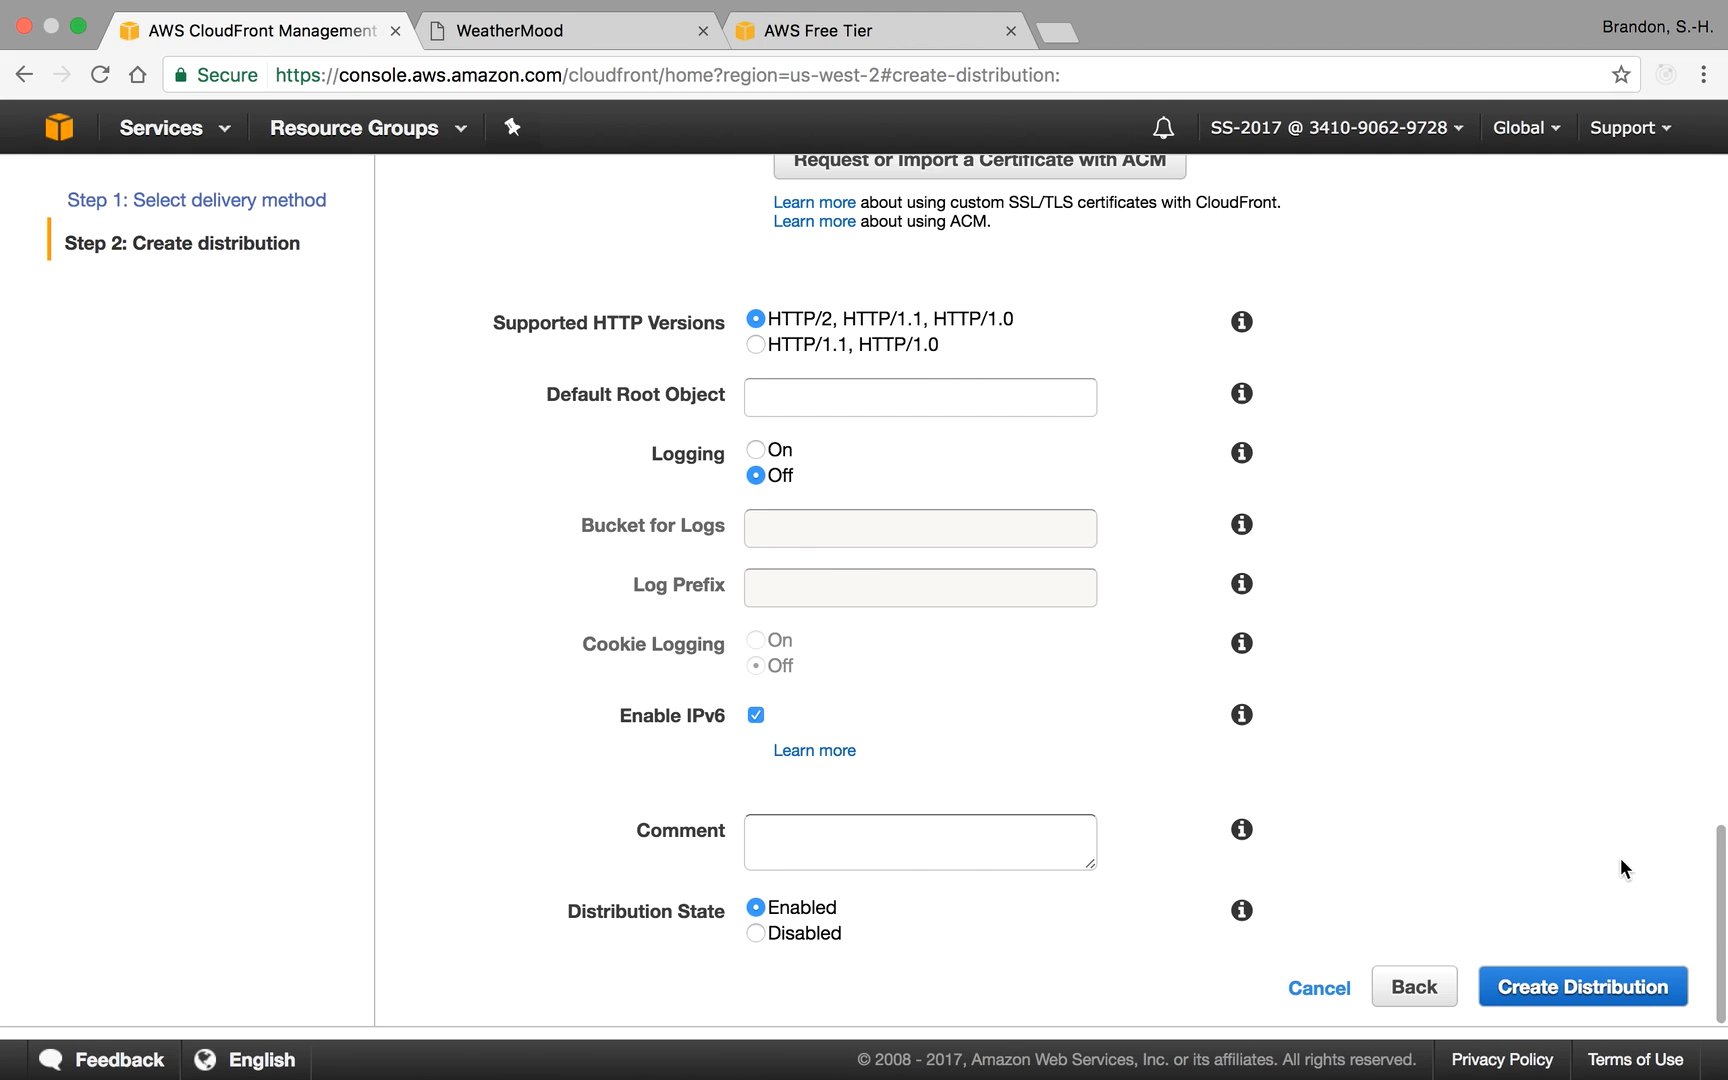 AWS CloudFront Management
WeatherMood
AWS Free Tier
Brandon, S.-H.
Secure https://console.aws.amazon.com/cloudfront/home?region=us-west-2#create-distribution:
Services
Resource Groups
SS-2017 @ 3410-9062-9728
Global
Support
Request or Import a Certificate with ACM
Step 1: Select delivery method
Learn more about using custom SSL/TLS certificates with CloudFront.
Learn more about using ACM.
Step 2: Create distribution
Supported HTTP Versions
HTTP/2, HTTP/1.1, HTTP/1.0
HTTP/1.1, HTTP/1.0
Default Root Object
Logging
On
Off
Bucket for Logs
Log Prefix
Cookie Logging
On
Off
Enable IPv6
Learn more
Comment
Distribution State
Enabled
Disabled
Cancel
Back
Create Distribution
Feedback
English
© 2008 - 2017, Amazon Web Services, Inc. or its affiliates. All rights reserved.
Privacy Policy
Terms of Use